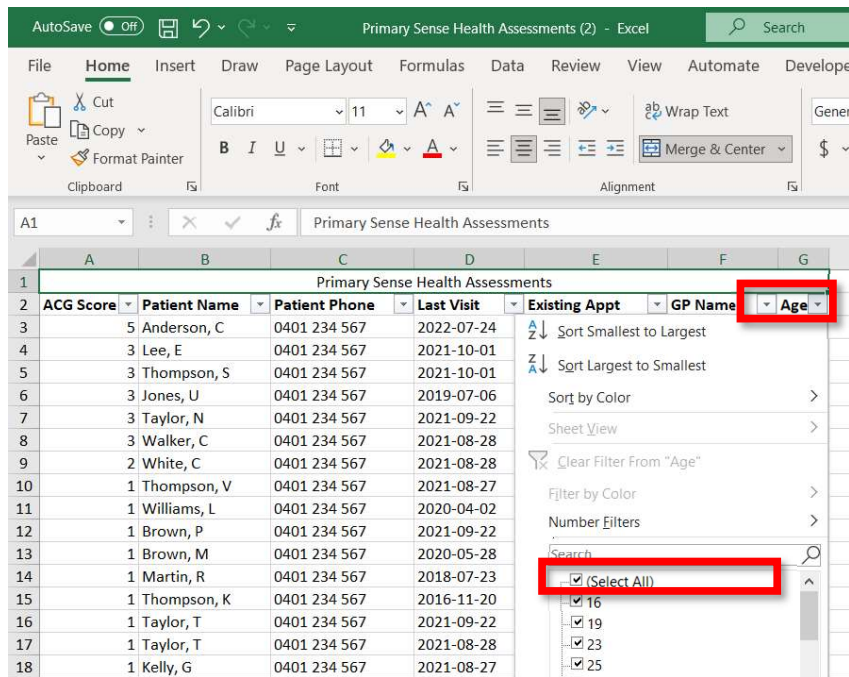 AutoSave Off Primary Sense Health Assessments (2) - Excel Search
File Home Insert Draw Page Layout Formulas Data Review View Automate Develope
Paste
Cut
Copy
Format Painter
Clipboard
Calibri 11 A^ A˅
B I U A
Font
ab Wrap Text
Merge & Center
Alignment
Gener
$
A1 fx Primary Sense Health Assessments
A B C D E F G
1 Primary Sense Health Assessments
2 ACG Score Patient Name Patient Phone Last Visit Existing Appt GP Name Age
3 5 Anderson, C 0401 234 567 2022-07-24
4 3 Lee, E 0401 234 567 2021-10-01
5 3 Thompson, S 0401 234 567 2021-10-01
6 3 Jones, U 0401 234 567 2019-07-06
7 3 Taylor, N 0401 234 567 2021-09-22
8 3 Walker, C 0401 234 567 2021-08-28
9 2 White, C 0401 234 567 2021-08-28
10 1 Thompson, V 0401 234 567 2021-08-27
11 1 Williams, L 0401 234 567 2020-04-02
12 1 Brown, P 0401 234 567 2021-09-22
13 1 Brown, M 0401 234 567 2020-05-28
14 1 Martin, R 0401 234 567 2018-07-23
15 1 Thompson, K 0401 234 567 2016-11-20
16 1 Taylor, T 0401 234 567 2021-09-22
17 1 Taylor, T 0401 234 567 2021-08-28
18 1 Kelly, G 0401 234 567 2021-08-27
Sort Smallest to Largest
Sort Largest to Smallest
Sort by Color
Sheet View
Clear Filter From "Age"
Filter by Color
Number Filters
Search
(Select All)
16
19
23
25